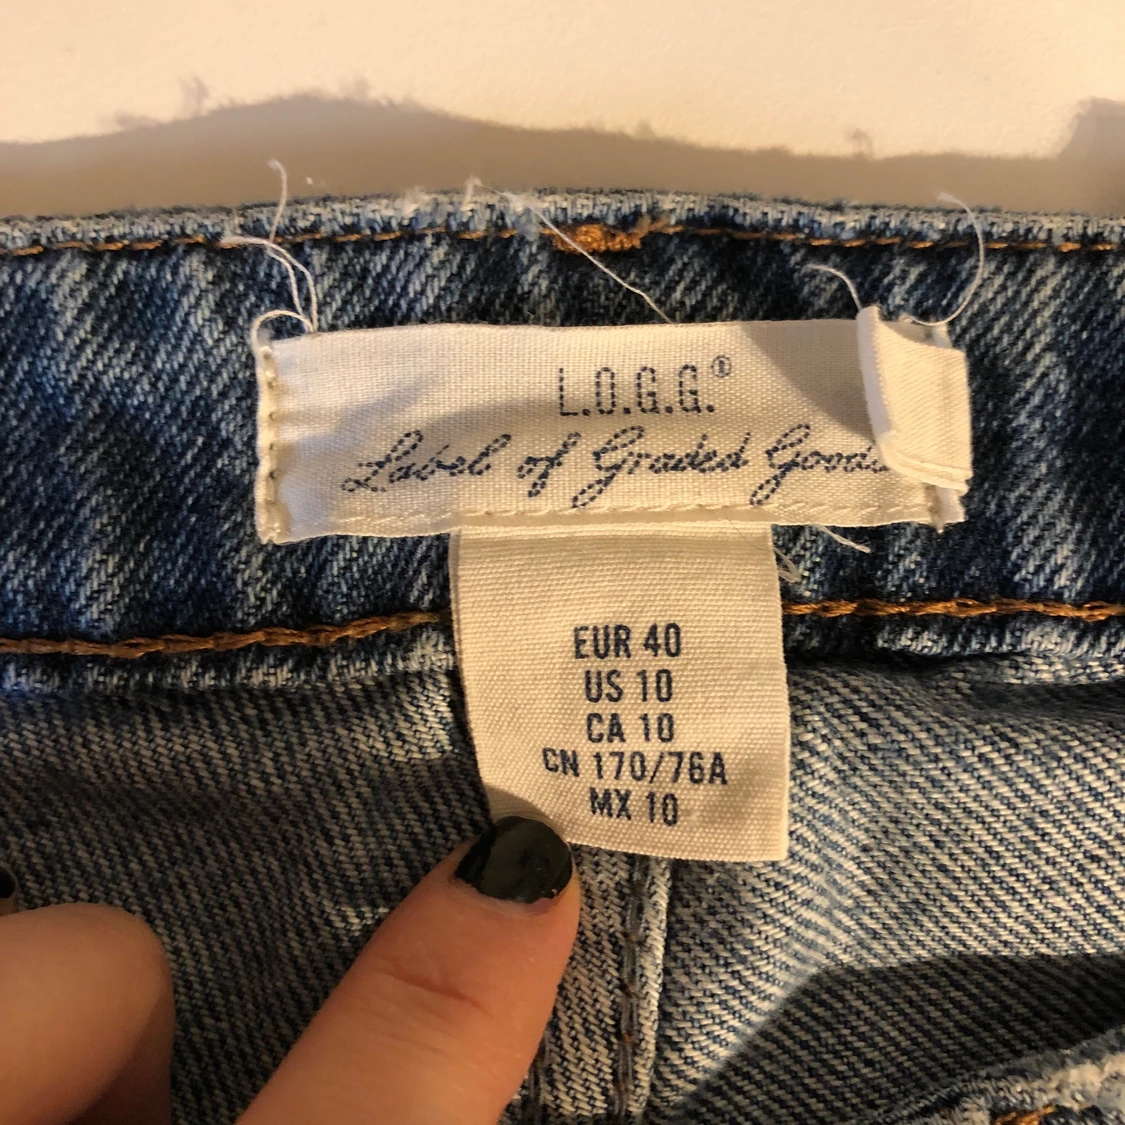 L.O.G.G.®
Label of Graded Goods
EUR 40
US 10
CA 10
CN 170/76A
MX 10